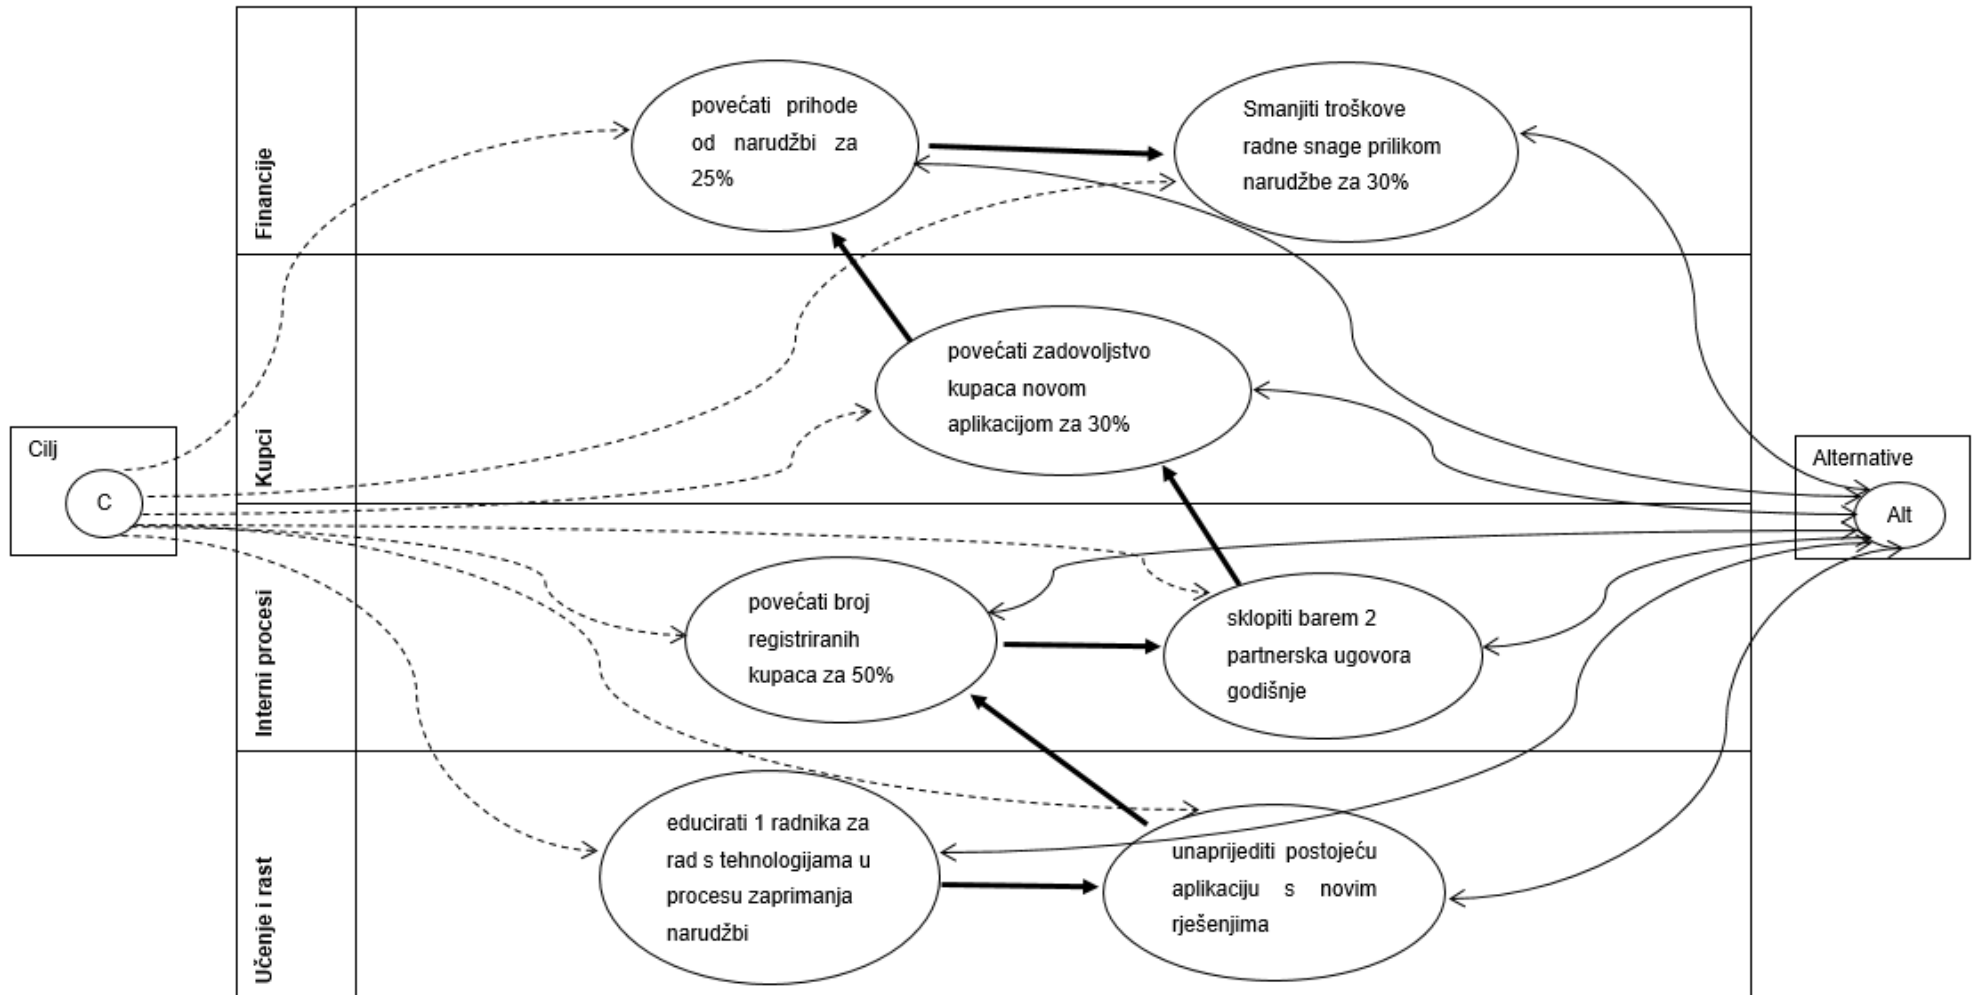 Financije
povećati prihode
od narudžbi za
25%
Smanjiti troškove
radne snage prilikom
narudžbe za 30%
Kupci
povećati zadovoljstvo
kupaca novom
aplikacijom za 30%
Cilj
C
Alternative
Alt
Interni procesi
povećati broj
registriranih
kupaca za 50%
sklopiti barem 2
partnerska ugovora
godišnje
Učenje i rast
educirati 1 radnika za
rad s tehnologijama u
procesu zaprimanja
narudžbi
unaprijediti postojeću
aplikaciju s novim
rješenjima